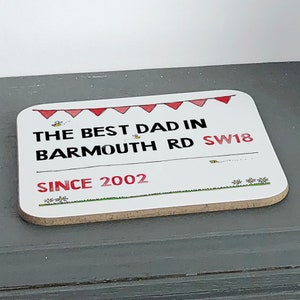 THE BEST DAD IN
BARMOUTH RD SW18
SINCE 2002